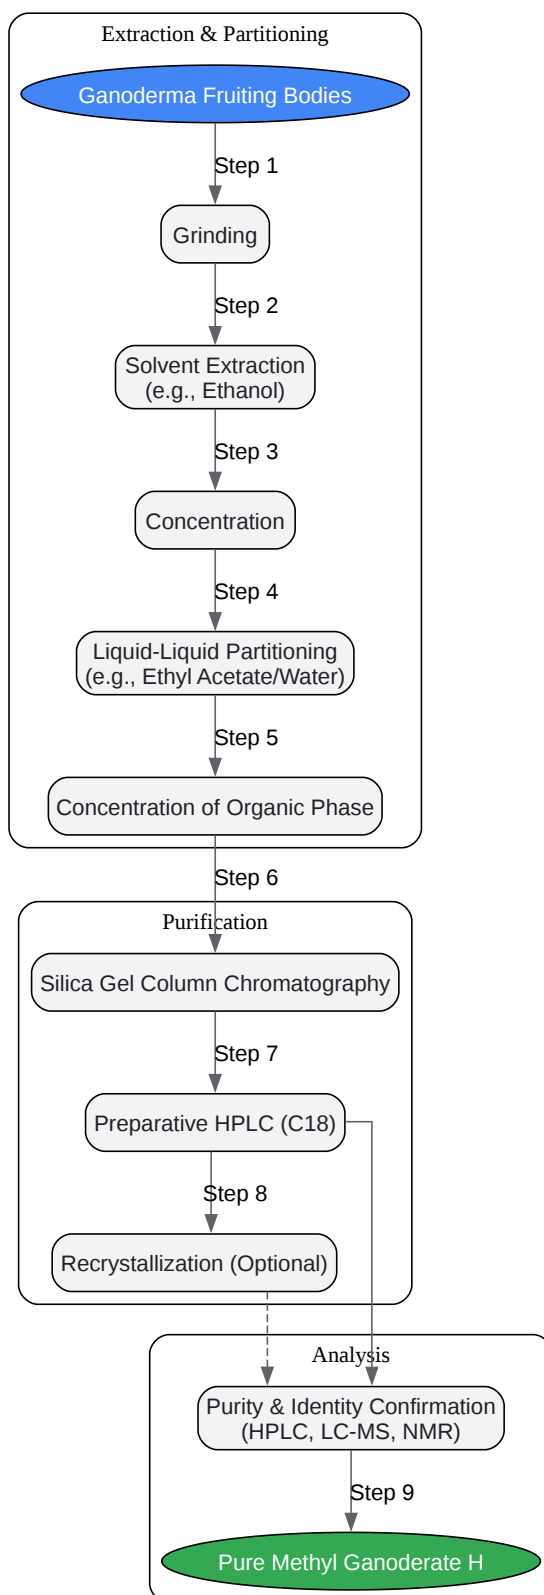 Extraction & Partitioning
Ganoderma Fruiting Bodies
Step 1
Grinding
Step 2
Solvent Extraction
(e.g., Ethanol)
Step 3
Concentration
Step 4
Liquid-Liquid Partitioning
(e.g., Ethyl Acetate/Water)
Step 5
Concentration of Organic Phase
Step 6
Purification
Silica Gel Column Chromatography
Step 7
Preparative HPLC (C18)
Step 8
Recrystallization (Optional)
Analysis
Purity & Identity Confirmation
(HPLC, LC-MS, NMR)
Step 9
Pure Methyl Ganoderate H